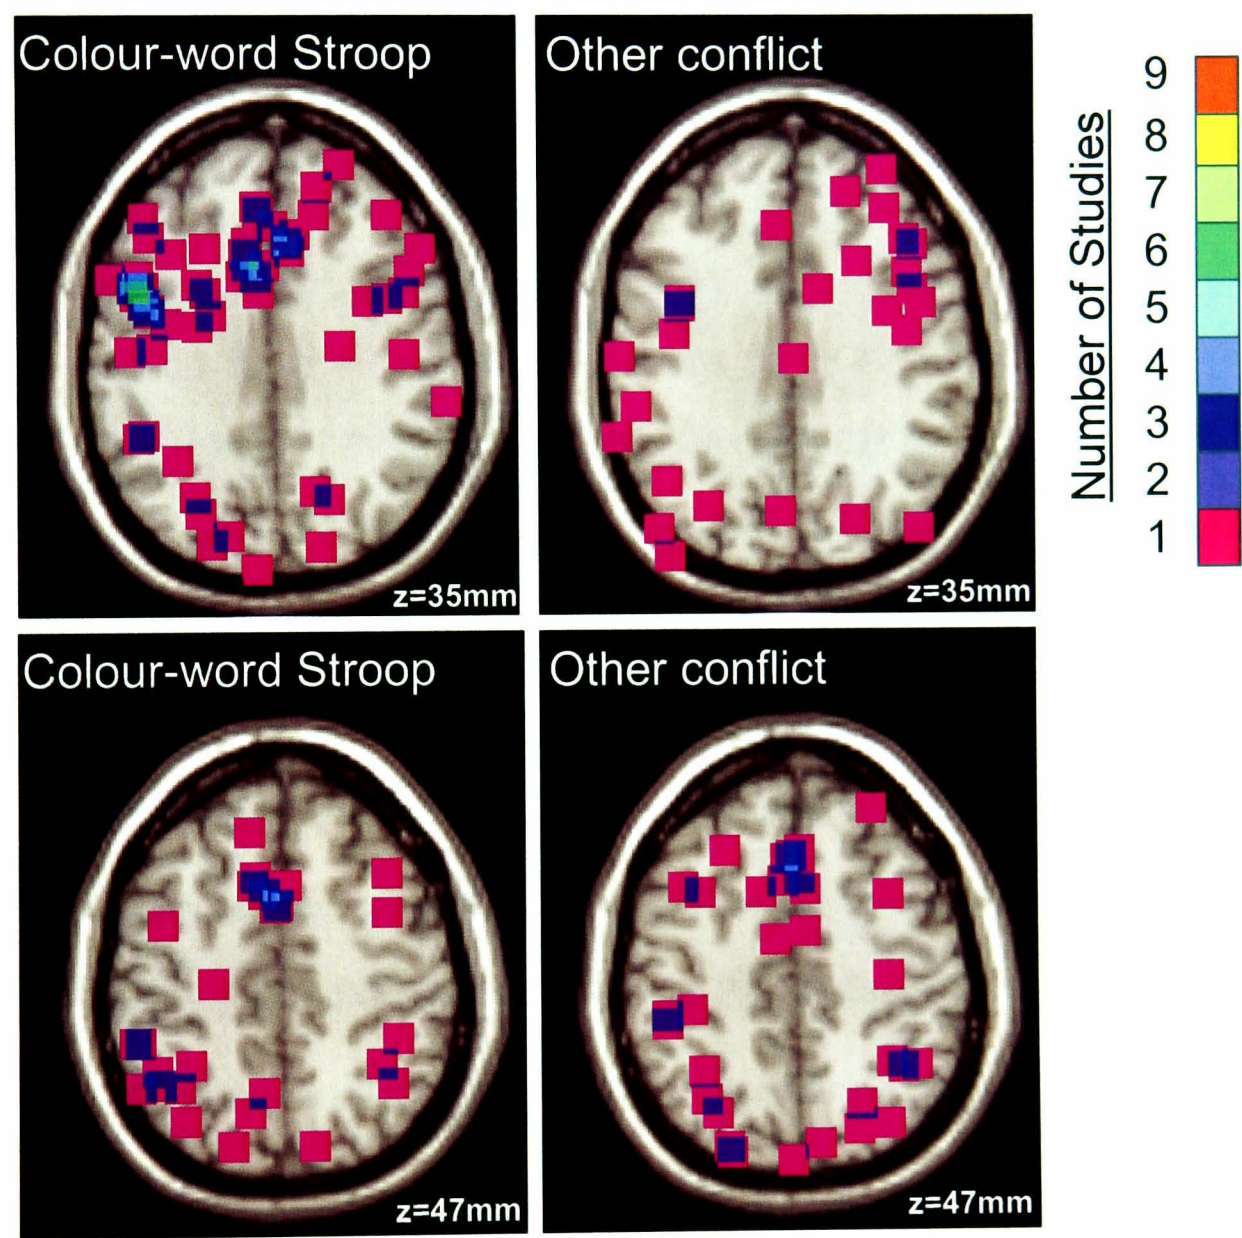 Colour-word Stroop
Other conflict
z=35mm
z=35mm
Colour-word Stroop
Other conflict
z=47mm
z=47mm
Number of Studies
9
8
7
6
5
4
3
2
1